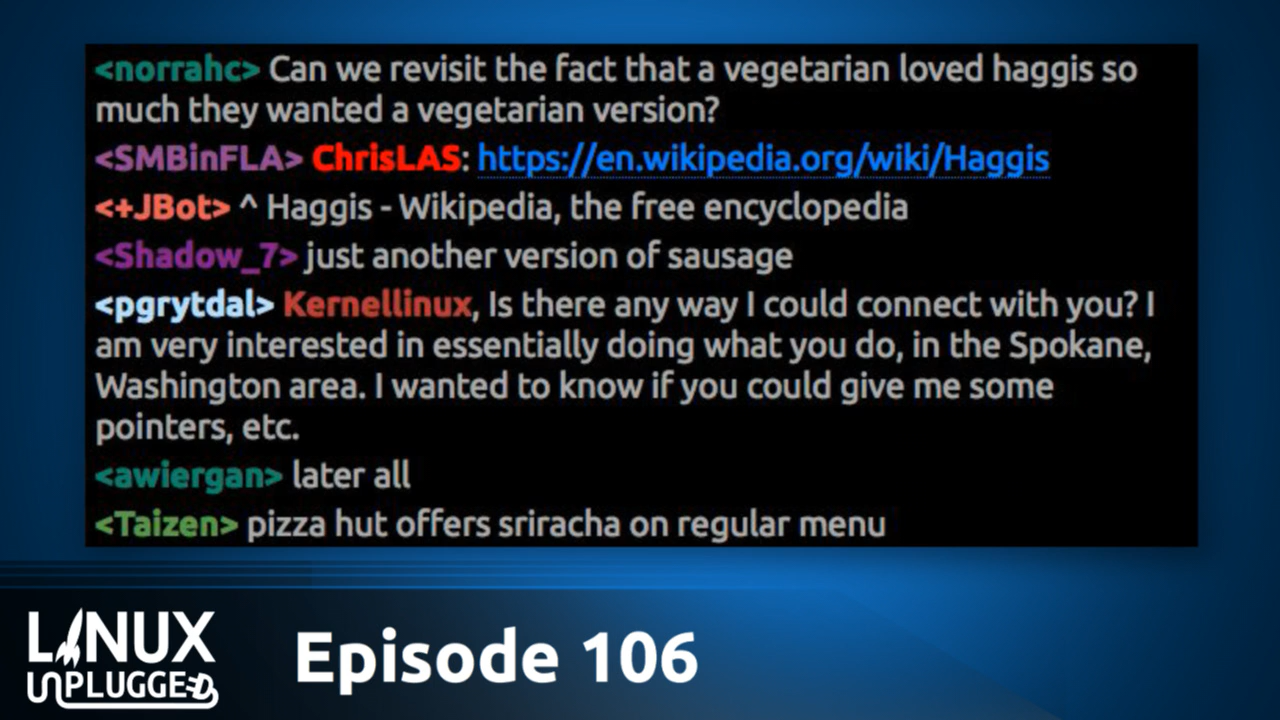 <norrahc> Can we revisit the fact that a vegetarian loved haggis so
much they wanted a vegetarian version?
<SMBinFLA> ChrisLAS: https://en.wikipedia.org/wiki/Haggis
<+JBot> ^ Haggis - Wikipedia, the free encyclopedia
<Shadow_7> just another version of sausage
<pgrytdal> Kernellinux, Is there any way I could connect with you? I
am very interested in essentially doing what you do, in the Spokane,
Washington area. I wanted to know if you could give me some
pointers, etc.
<awiergan> later all
<Taizen> pizza hut offers sriracha on regular menu
LINUX
UNPLUGGED
Episode 106